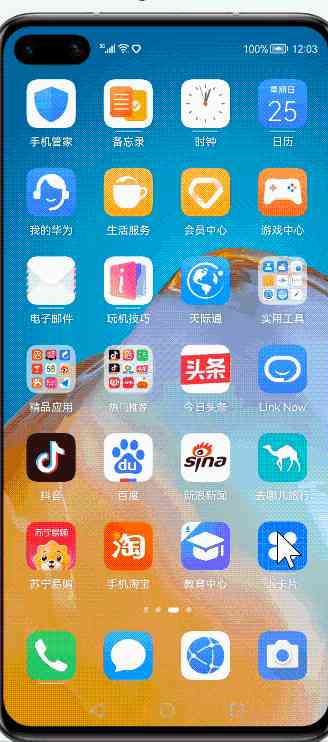 5G 100% 12:03
星期日
25
手机管家 备忘录 时钟 日历
我的华为 生活服务 会员中心 游戏中心
电子邮件 玩机技巧 天际通 实用工具
头条
精品应用 热门推荐 今日头条 Link Now
du sina
抖音 百度 新浪新闻 去哪儿旅行
苏宁易购 淘
苏宁易购 手机淘宝 教育中心 卡片